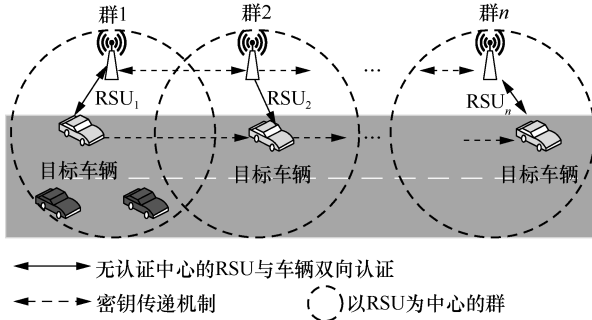 群1 群2 群n
...
RSU1 RSU2 RSUn
...
目标车辆 目标车辆 目标车辆
无认证中心的RSU与车辆双向认证
密钥传递机制 以RSU为中心的群